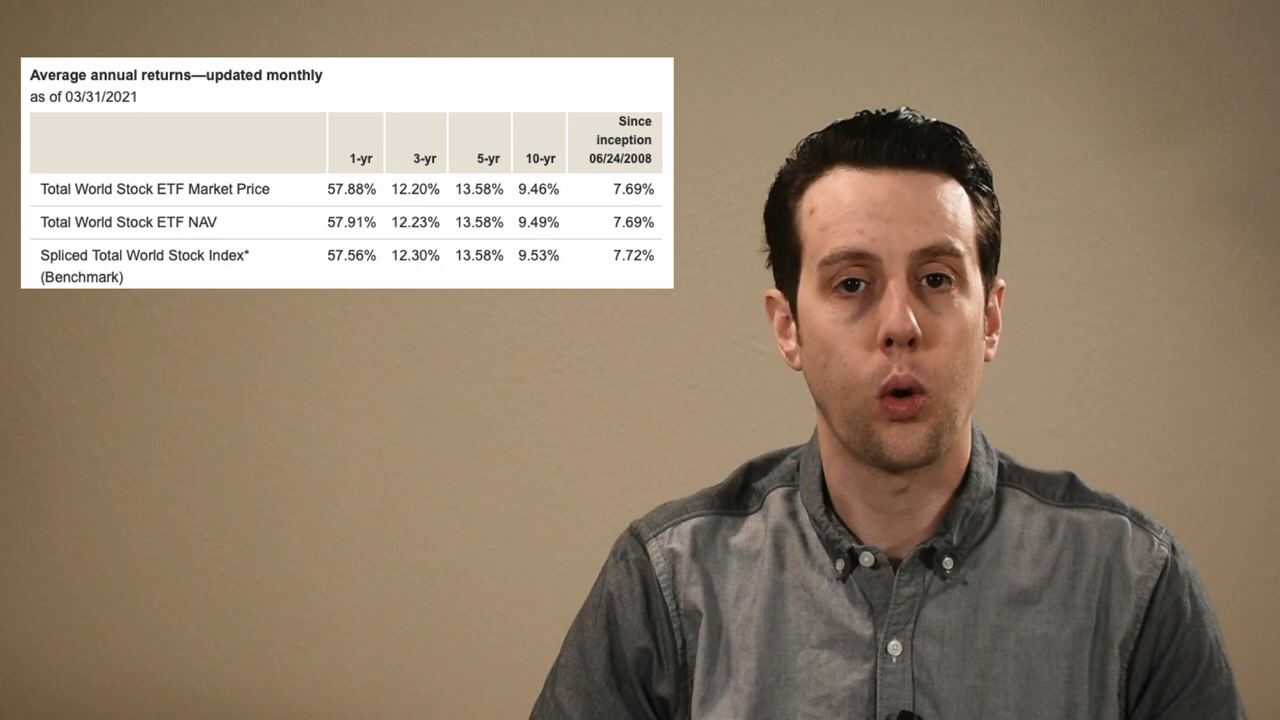 Average annual returns—updated monthly
as of 03/31/2021
Since
inception
1-yr 3-yr 5-yr 10-yr 06/24/2008
Total World Stock ETF Market Price 57.88% 12.20% 13.58% 9.46% 7.69%
Total World Stock ETF NAV 57.91% 12.23% 13.58% 9.49% 7.69%
Spliced Total World Stock Index* 57.56% 12.30% 13.58% 9.53% 7.72%
(Benchmark)